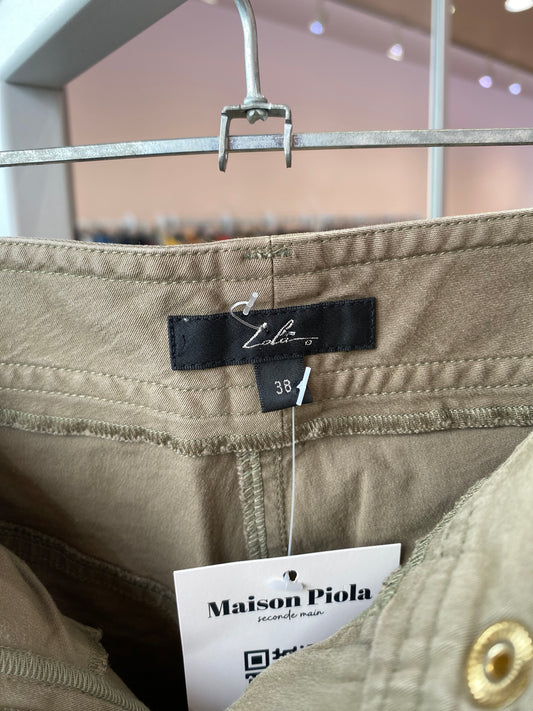 Lola
38
Maison Piola
seconde main